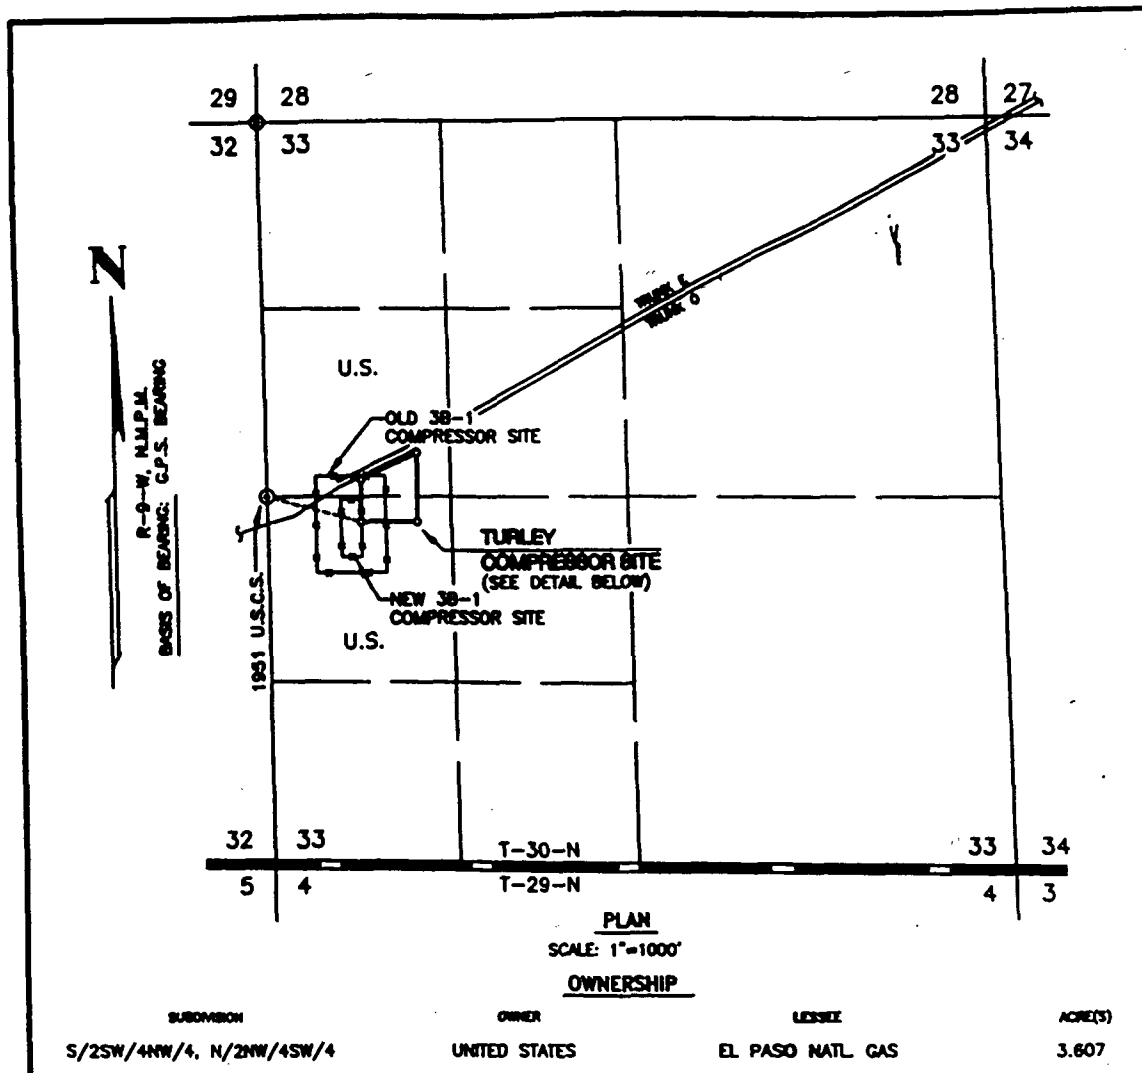 29 28 28 27
32 33 33 34
N
TRUNK E
TRUNK O
U.S.
OLD 3B-1
COMPRESSOR SITE
R-9-W, N.M.P.M.
BASIS OF BEARING: G.P.S. BEARING
1951 U.S.C.S.
TURLEY
COMPRESSOR SITE
(SEE DETAIL BELOW)
NEW 3B-1
COMPRESSOR SITE
U.S.
32 33 T-30-N 33 34
5 4 T-29-N 4 3
PLAN
SCALE: 1"=1000'
OWNERSHIP
SUBDIVISION OWNER LESSEE ACRE(S)
S/2SW/4NW/4, N/2NW/4SW/4 UNITED STATES EL PASO NATL. GAS 3.607